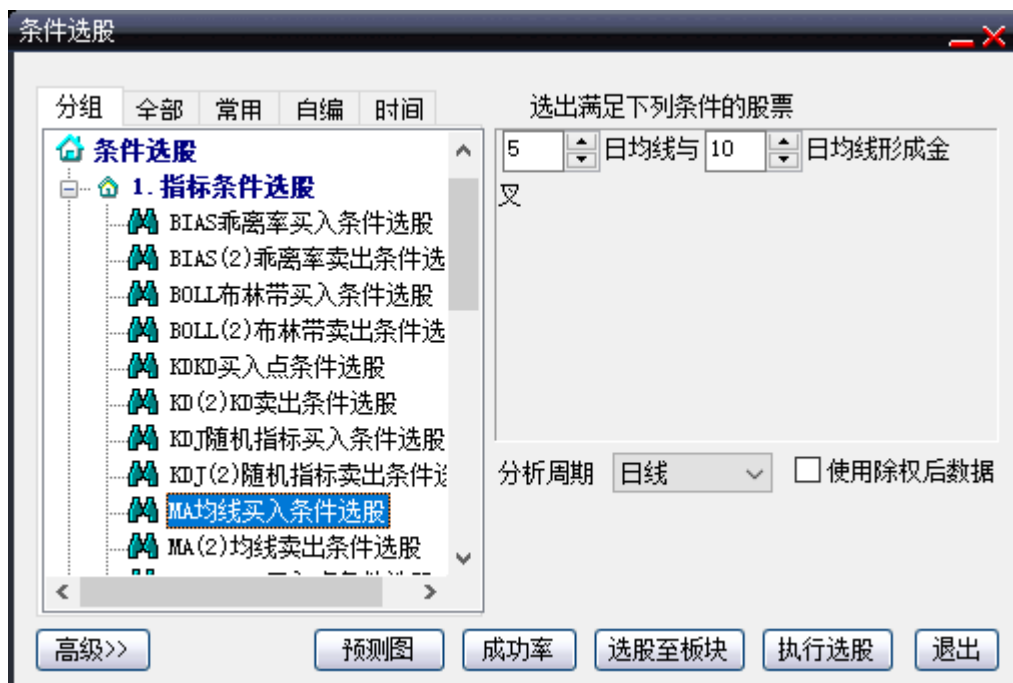 条件选股
分组 全部 常用 自编 时间
条件选股
1.指标条件选股
BIAS乖离率买入条件选股
BIAS(2)乖离率卖出条件选
BOLL布林带买入条件选股
BOLL(2)布林带卖出条件选
KDKD买入点条件选股
KD(2)KD卖出条件选股
KDJ随机指标买入条件选股
KDJ(2)随机指标卖出条件
MA均线买入条件选股
MA(2)均线卖出条件选股
选出满足下列条件的股票
5 日均线与 10 日均线形成金
叉
分析周期 日线 使用除权后数据
高级>> 预测图 成功率 选股至板块 执行选股 退出